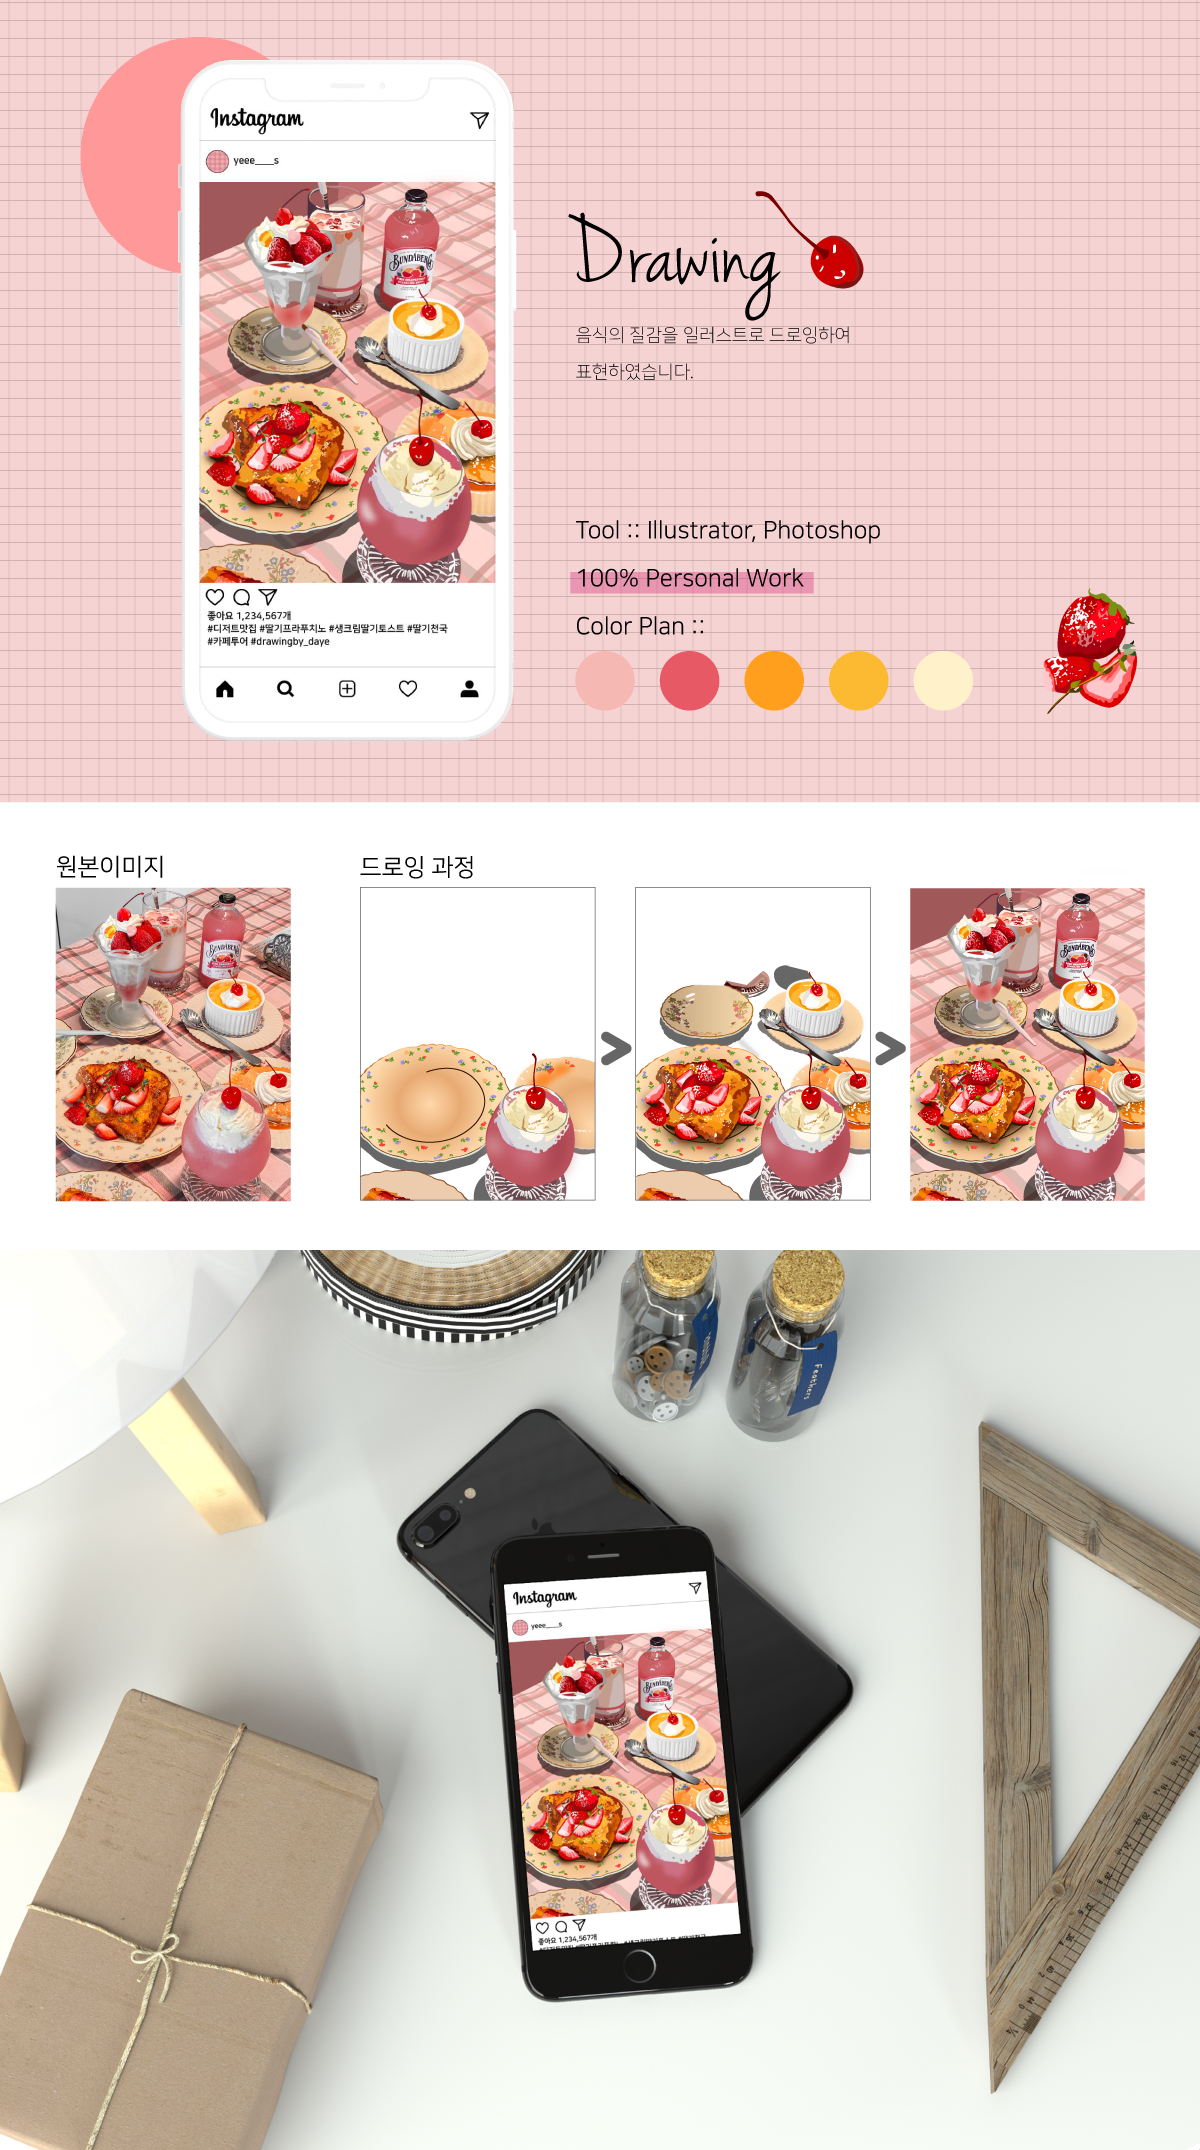 Instagram
yeee____s
BUNDABERG
좋아요 1,234,567개
#디저트맛집 #딸기프라푸치노 #생크림딸기토스트 #딸기천국
#카페투어 #drawingby_daye
Drawing
음식의 질감을 일러스트로 드로잉하여
표현하였습니다.
Tool :: Illustrator, Photoshop
100% Personal Work
Color Plan ::
원본이미지
드로잉 과정
BUNDABERG
BUNDABERG
Feathers
Instagram
yeee____s
BUNDABERG
좋아요 1,234,567개